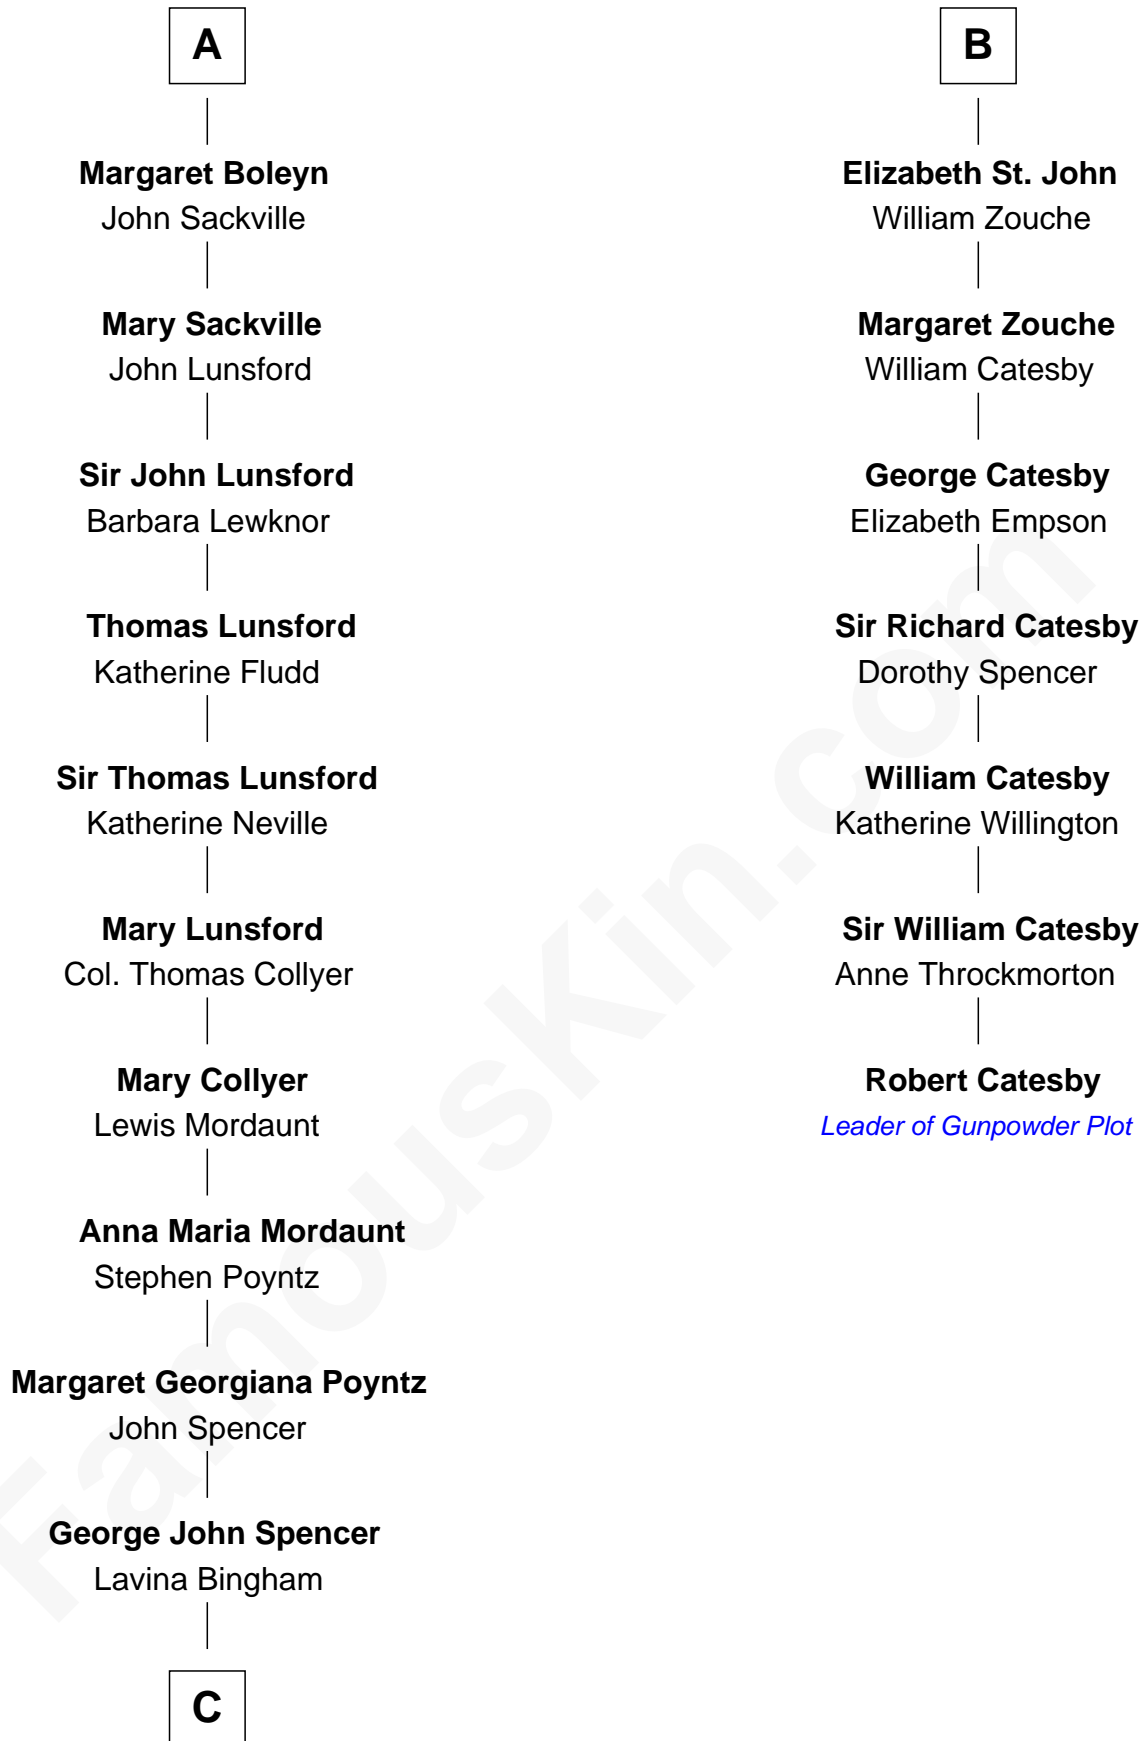 A
Margaret Boleyn
John Sackville
Mary Sackville
John Lunsford
Sir John Lunsford
Barbara Lewknor
Thomas Lunsford
Katherine Fludd
Sir Thomas Lunsford
Katherine Neville
Mary Lunsford
Col. Thomas Collyer
Mary Collyer
Lewis Mordaunt
Anna Maria Mordaunt
Stephen Poyntz
Margaret Georgiana Poyntz
John Spencer
George John Spencer
Lavina Bingham
C
B
Elizabeth St. John
William Zouche
Margaret Zouche
William Catesby
George Catesby
Elizabeth Empson
Sir Richard Catesby
Dorothy Spencer
William Catesby
Katherine Willington
Sir William Catesby
Anne Throckmorton
Robert Catesby
Leader of Gunpowder Plot
FamousKin.com